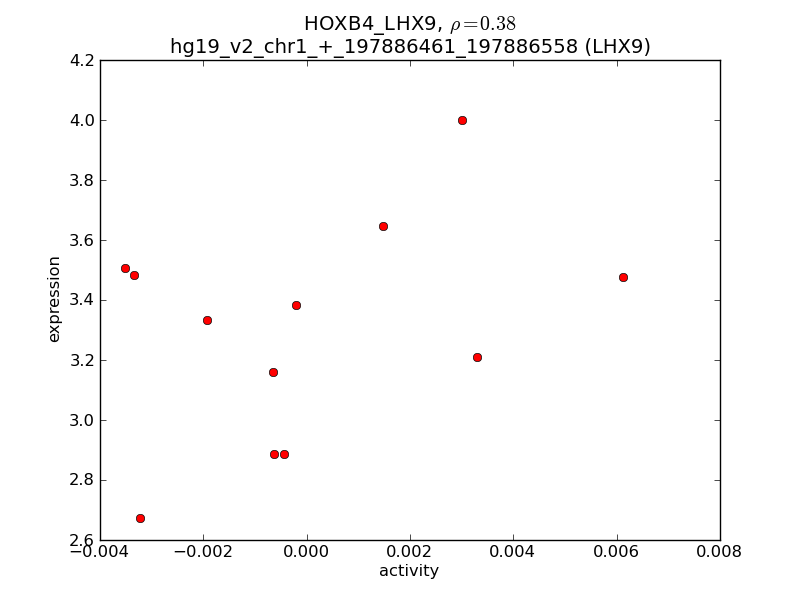 HOXB4_LHX9, ρ=0.38
hg19_v2_chr1_+_197886461_197886558 (LHX9)
4.2
4.0
3.8
3.6
3.4
3.2
3.0
2.8
2.6
expression
−0.004 −0.002 0.000 0.002 0.004 0.006 0.008
activity